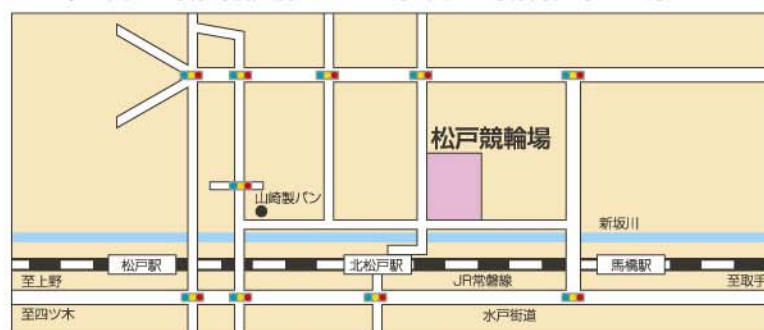 松戸競輪場
山崎製パン
新坂川
松戸駅
北松戸駅
馬橋駅
至上野
JR常磐線
至取手
至四ツ木
水戸街道